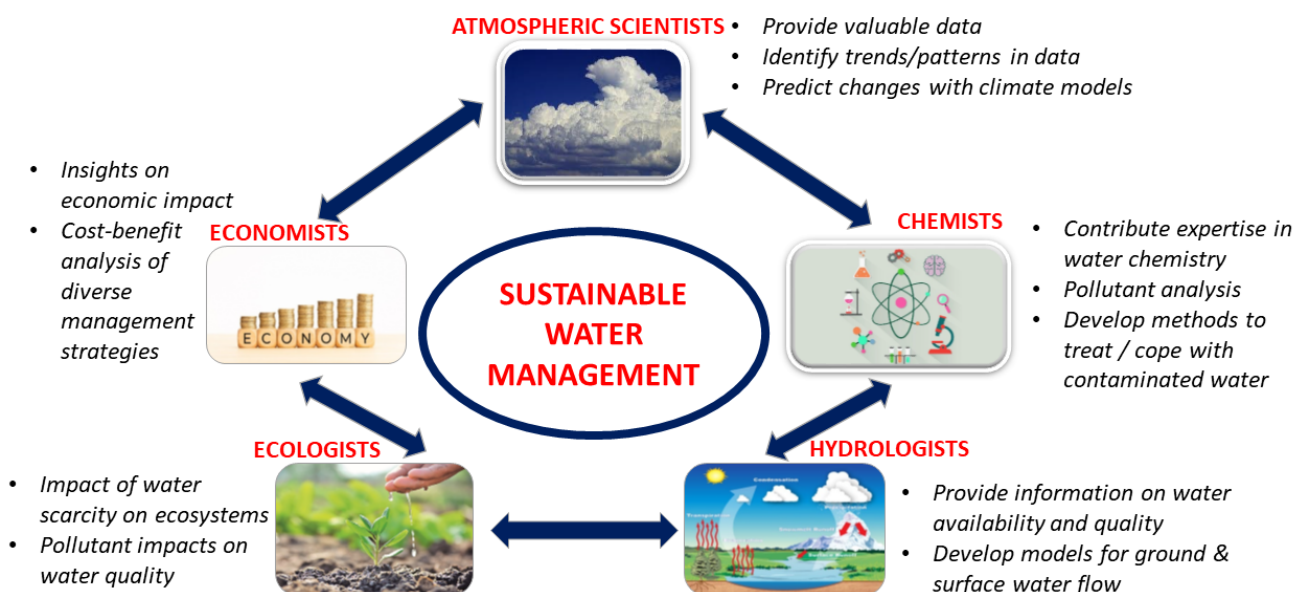 ATMOSPHERIC SCIENTISTS
• Provide valuable data
• Identify trends/patterns in data
• Predict changes with climate models
• Insights on
economic impact
• Cost-benefit
analysis of
diverse
management
strategies
ECONOMISTS
ECONOMY
CHEMISTS
• Contribute expertise in
water chemistry
• Pollutant analysis
• Develop methods to
treat / cope with
contaminated water
SUSTAINABLE
WATER
MANAGEMENT
ECOLOGISTS
• Impact of water
scarcity on ecosystems
• Pollutant impacts on
water quality
HYDROLOGISTS
Condensation
Precipitation
Transpiration
• Provide information on water
availability and quality
• Develop models for ground &
surface water flow